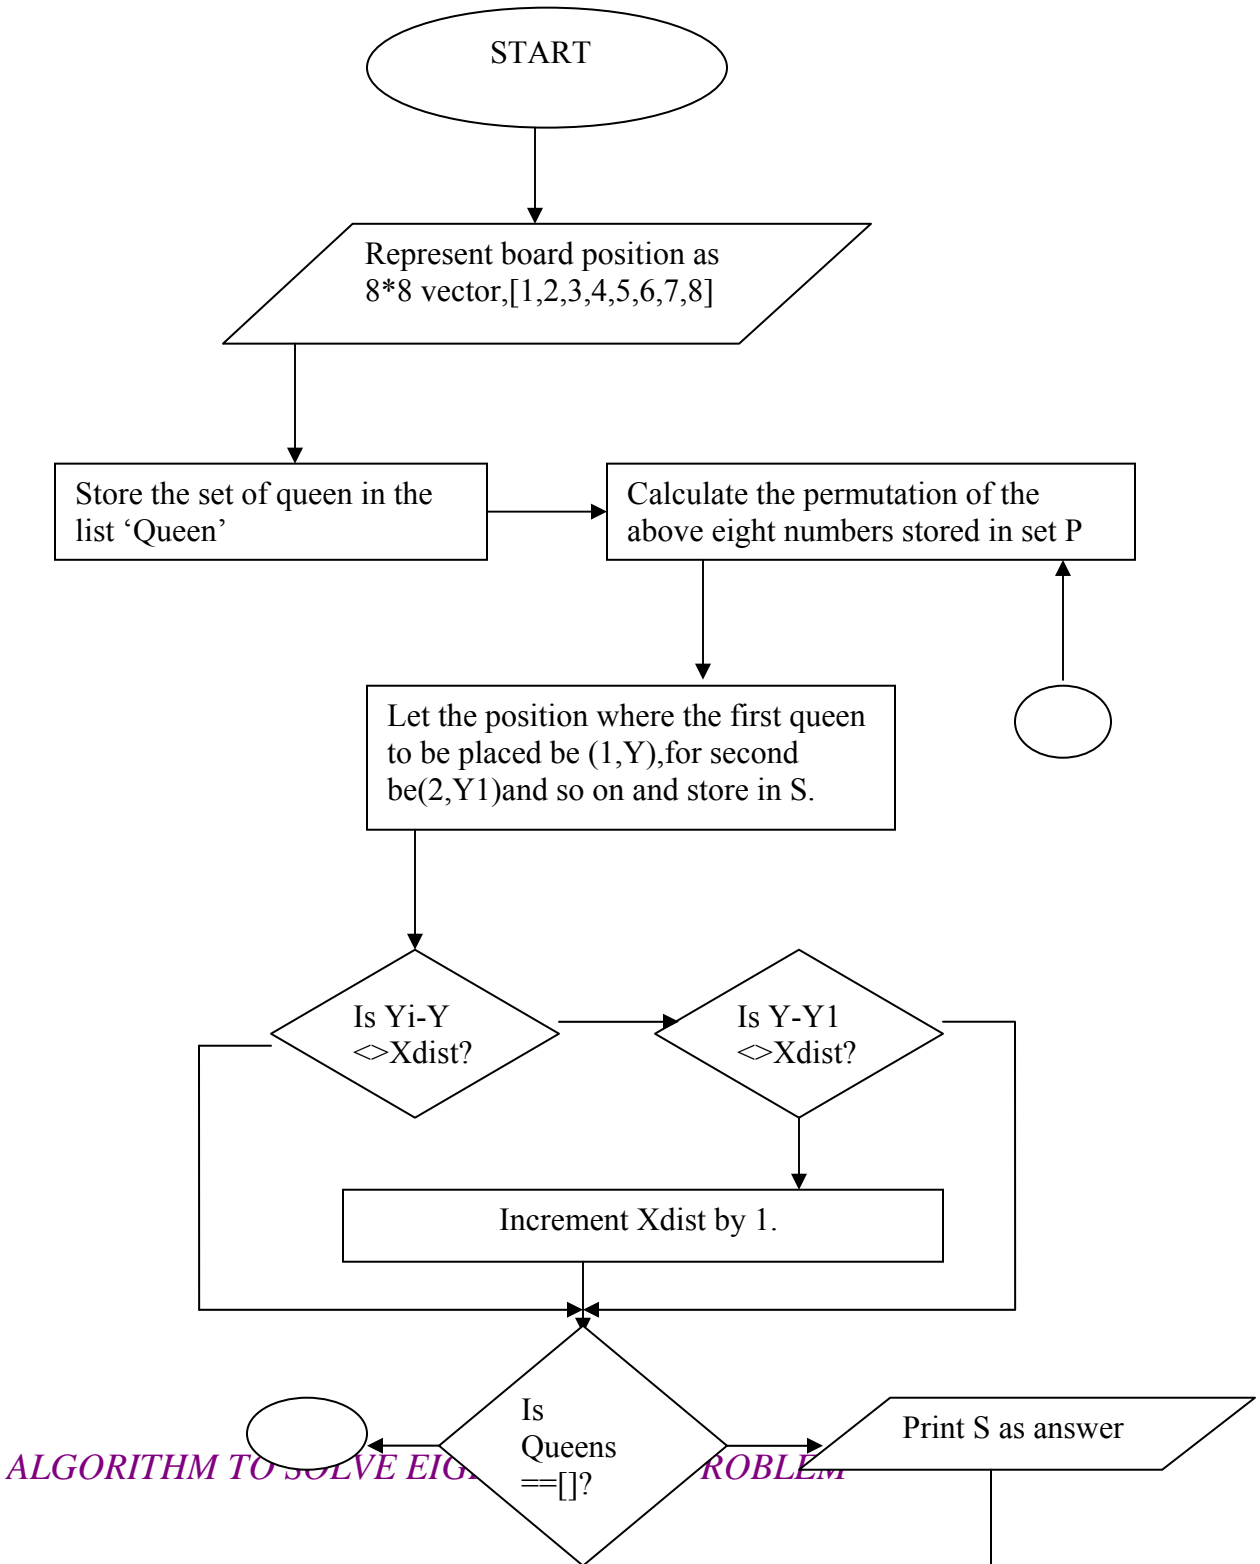 START
Represent board position as
8*8 vector,[1,2,3,4,5,6,7,8]
Store the set of queen in the
list ‘Queen’
Calculate the permutation of the
above eight numbers stored in set P
Let the position where the first queen
to be placed be (1,Y),for second
be(2,Y1)and so on and store in S.
Is Yi-Y
<>Xdist?
Is Y-Y1
<>Xdist?
Increment Xdist by 1.
Is
Queens
==[]?
Print S as answer
ALGORITHM TO SOLVE